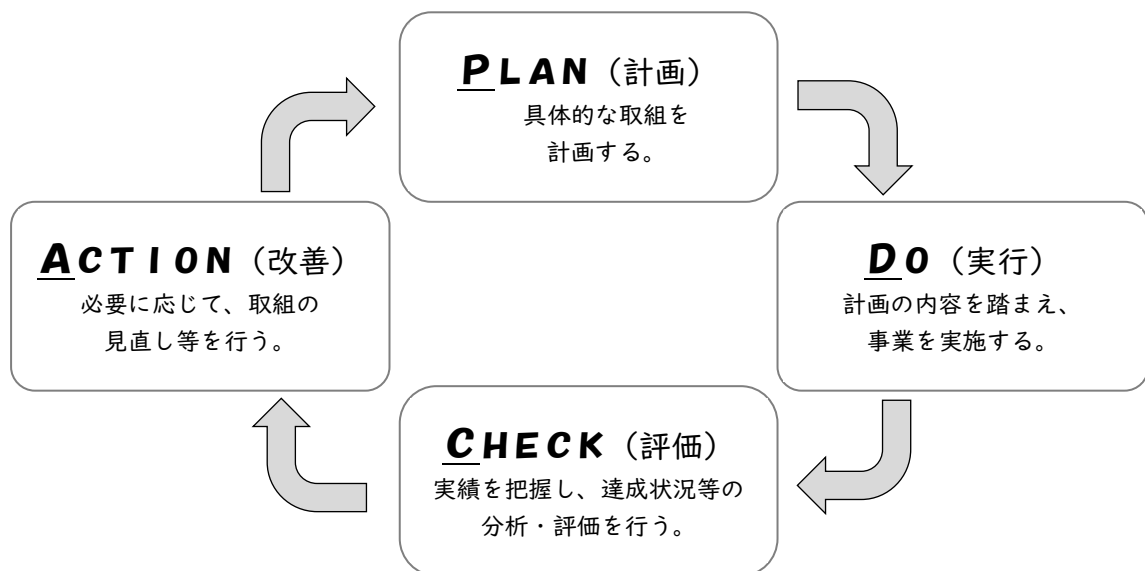 PLAN（計画）
具体的な取組を
計画する。
DO（実行）
計画の内容を踏まえ、
事業を実施する。
CHECK（評価）
実績を把握し、達成状況等の
分析・評価を行う。
ACTION（改善）
必要に応じて、取組の
見直し等を行う。